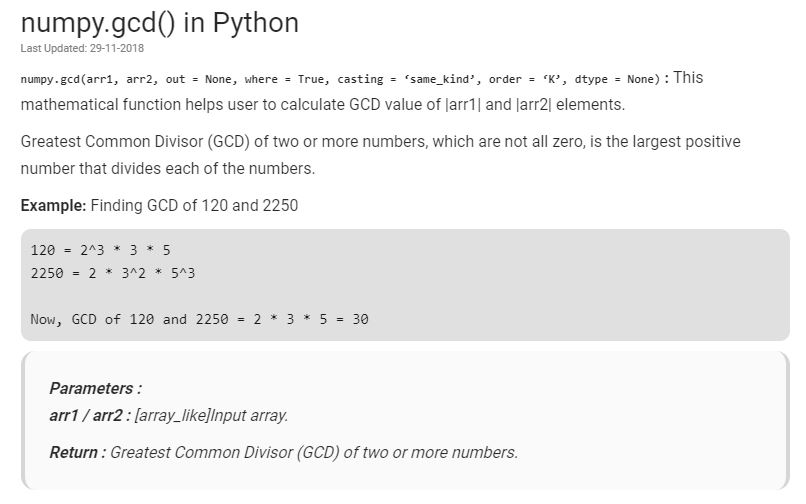 numpy.gcd() in Python
Last Updated: 29-11-2018
numpy.gcd(arr1, arr2, out = None, where = True, casting = ‘same_kind’, order = ‘K’, dtype = None) : This
mathematical function helps user to calculate GCD value of |arr1| and |arr2| elements.
Greatest Common Divisor (GCD) of two or more numbers, which are not all zero, is the largest positive
number that divides each of the numbers.
Example: Finding GCD of 120 and 2250
120 = 2^3 * 3 * 5
2250 = 2 * 3^2 * 5^3
Now, GCD of 120 and 2250 = 2 * 3 * 5 = 30
Parameters :
arr1 / arr2 : [array_like]Input array.
Return : Greatest Common Divisor (GCD) of two or more numbers.